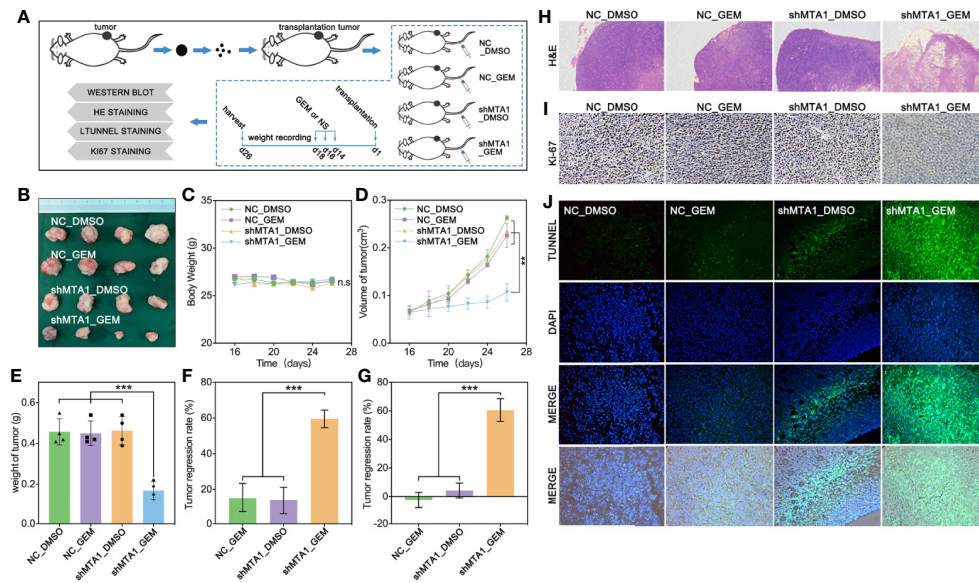 A
tumor
transplantation tumor
NC
_DMSO
NC_GEM
shMTA1
_DMSO
shMTA1
_GEM
WESTERN BLOT
HE STAINING
LTUNNEL STAINING
KI67 STAINING
harvest
weight recording
GEM or NS
transplantation
d26
d18
d16
d14
d1
B
NC_DMSO
NC_GEM
shMTA1_DMSO
shMTA1_GEM
C
NC_DMSO
NC_GEM
shMTA1_DMSO
shMTA1_GEM
Body Weight (g)
35
30
25
20
n.s
16 20 24 28
Time (days)
D
NC_DMSO
NC_GEM
shMTA1_DMSO
shMTA1_GEM
Volume of tumor(cm³)
0.3
0.2
0.1
0.0
**
16 20 24 28
Time (days)
E
weight of tumor (g)
0.8
0.6
0.4
0.2
0.0
***
NC_DMSO
NC_GEM
shMTA1_DMSO
shMTA1_GEM
F
Tumor regression rate (%)
80
60
40
20
0
***
NC_GEM
shMTA1_DMSO
shMTA1_GEM
G
Tumor regression rate (%)
80
60
40
20
0
-20
***
NC_GEM
shMTA1_DMSO
shMTA1_GEM
H
NC_DMSO NC_GEM shMTA1_DMSO shMTA1_GEM
H&E
I
NC_DMSO NC_GEM shMTA1_DMSO shMTA1_GEM
Ki-67
J
NC_DMSO NC_GEM shMTA1_DMSO shMTA1_GEM
TUNNEL
DAPI
MERGE
MERGE